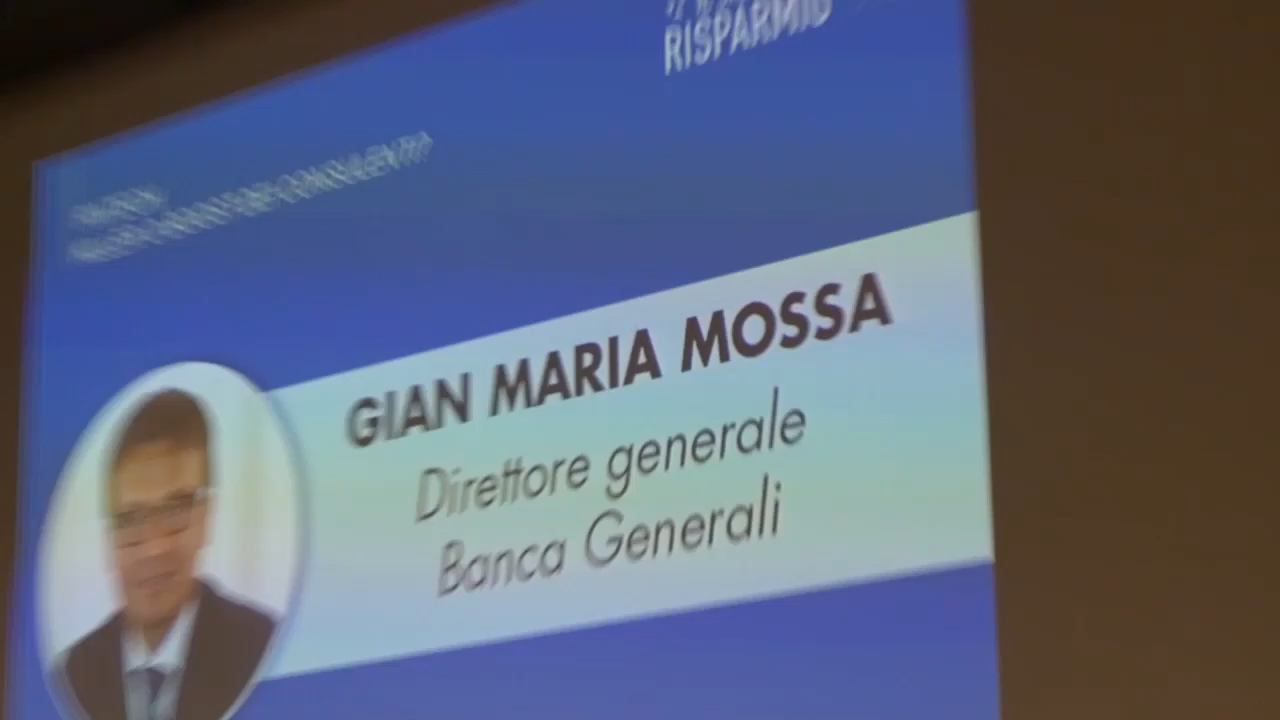 RISPARMIO
GIAN MARIA MOSSA
Direttore generale
Banca Generali